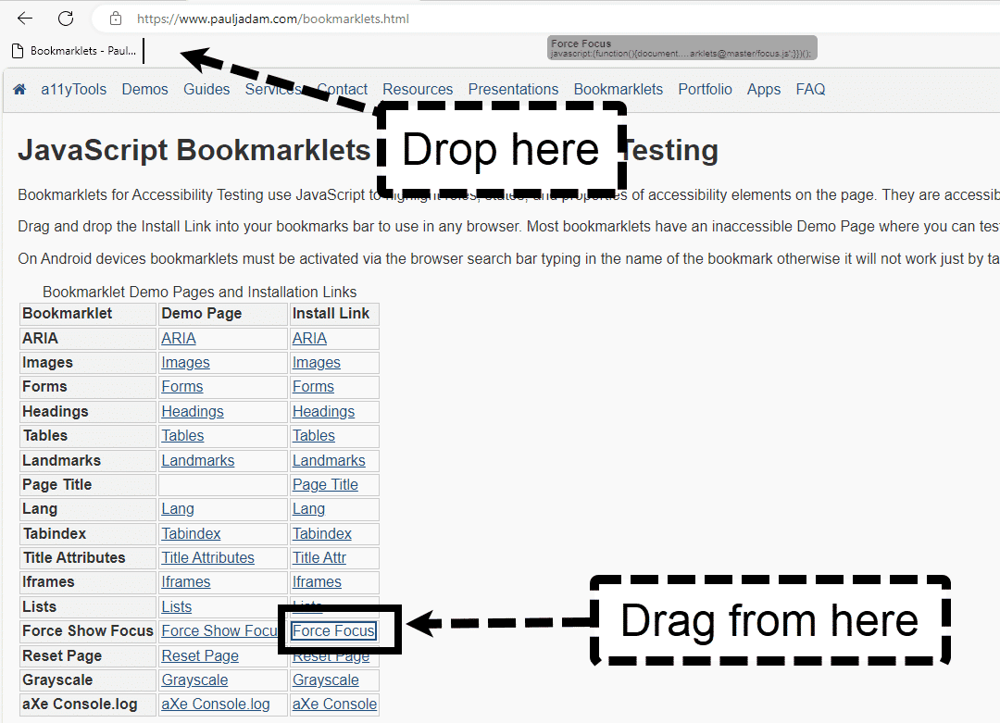 https://www.pauljadam.com/bookmarklets.html
Bookmarklets - Paul...
Force Focus
javascript:(function(){document.... arklets@master/focus.js';}})();
a11yTools Demos Guides Services Contact Resources Presentations Bookmarklets Portfolio Apps FAQ
Drop here
JavaScript Bookmarklets Testing
Bookmarklets for Accessibility Testing use JavaScript to highlight roles, states, and properties of accessibility elements on the page. They are accessib
Drag and drop the Install Link into your bookmarks bar to use in any browser. Most bookmarklets have an inaccessible Demo Page where you can tes
On Android devices bookmarklets must be activated via the browser search bar typing in the name of the bookmark otherwise it will not work just by ta
Bookmarklet Demo Pages and Installation Links
Bookmarklet Demo Page Install Link
ARIA ARIA ARIA
Images Images Images
Forms Forms Forms
Headings Headings Headings
Tables Tables Tables
Landmarks Landmarks Landmarks
Page Title Page Title
Lang Lang Lang
Tabindex Tabindex Tabindex
Title Attributes Title Attributes Title Attr
Iframes Iframes Iframes
Lists Lists Lists
Force Show Focus Force Show Focu Force Focus
Drag from here
Reset Page Reset Page Reset Page
Grayscale Grayscale Grayscale
aXe Console.log aXe Console.log aXe Console